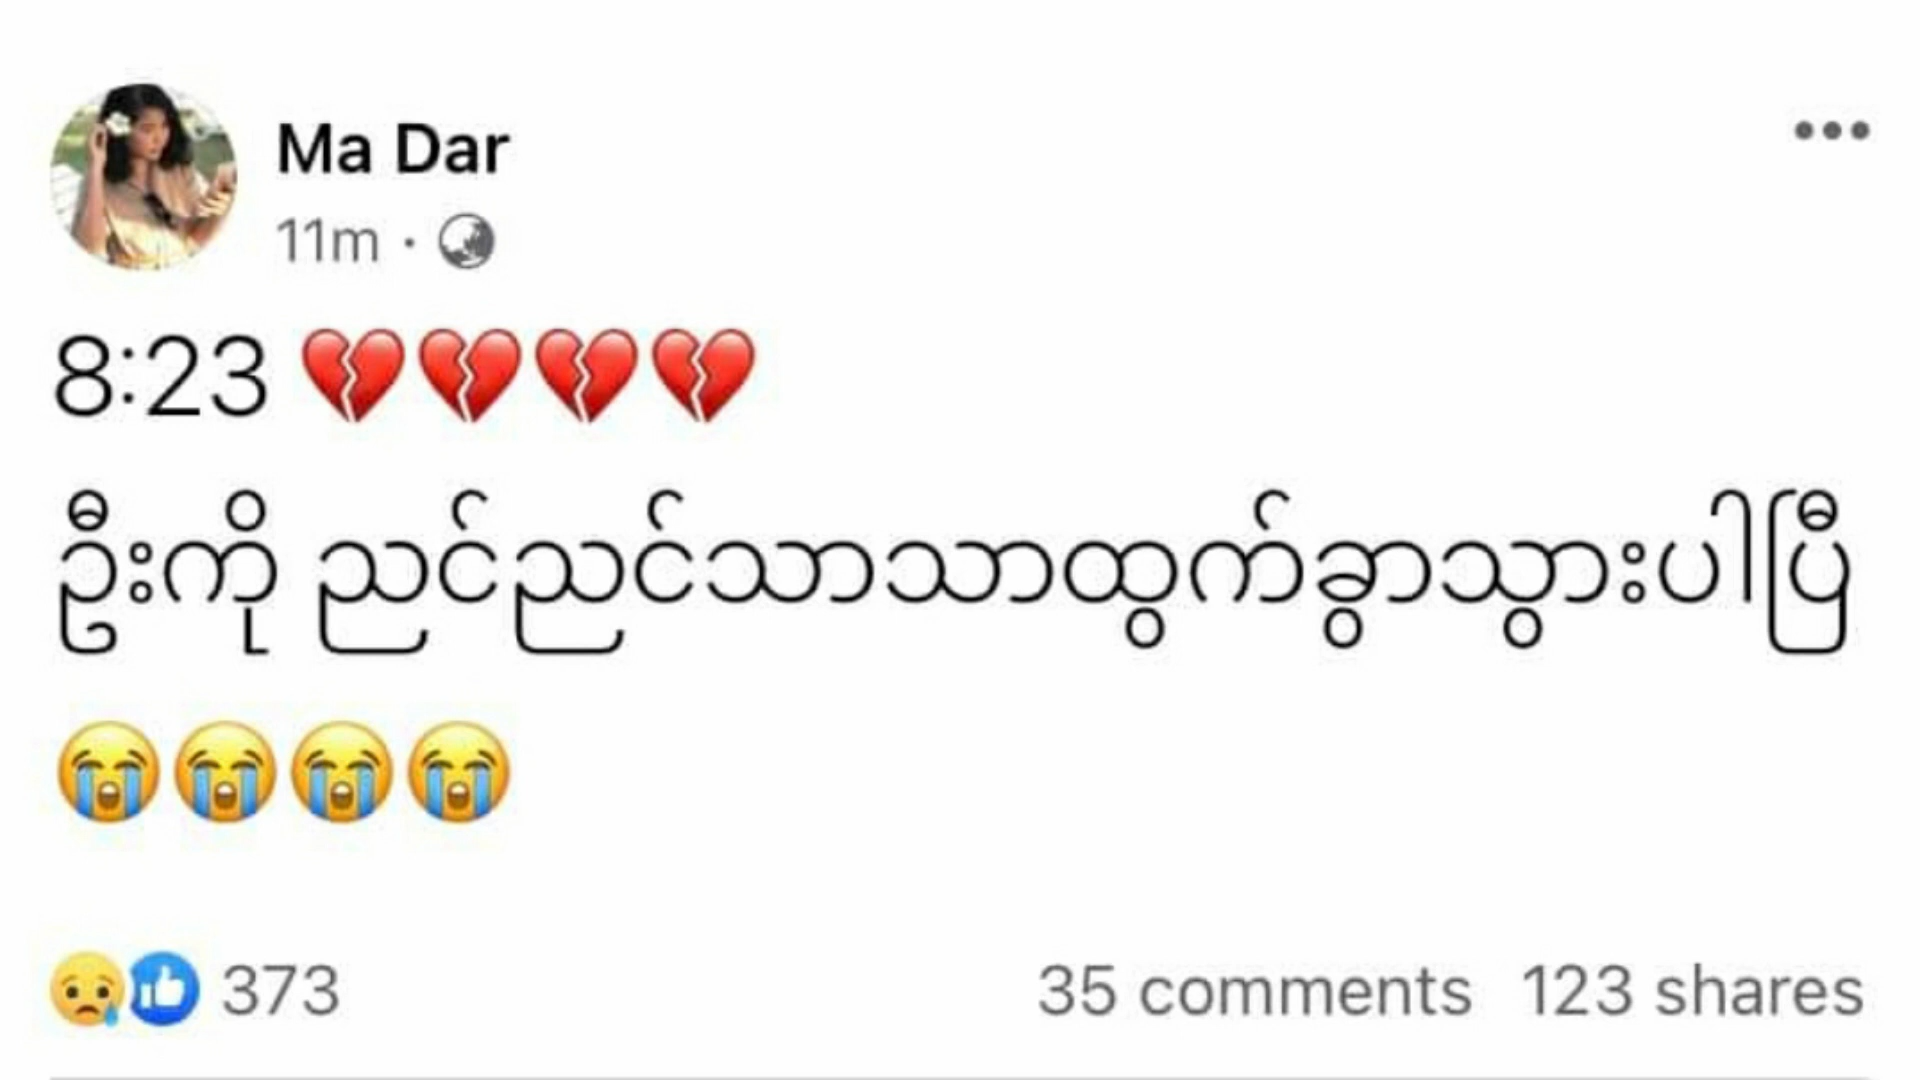 Ma Dar
11m ·
8:23 💔💔💔💔
ဦးကို ညင်ညင်သာသာထွက်ခွာသွားပါပြီ
😭😭😭😭
373 35 comments 123 shares